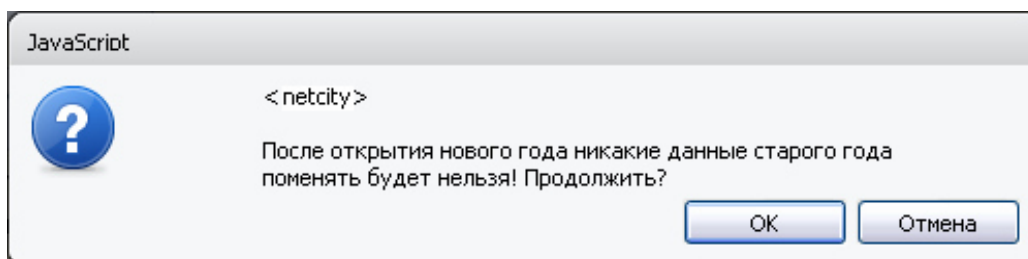 JavaScript
<netcity>
После открытия нового года никакие данные старого года
поменять будет нельзя! Продолжить?
OK
Отмена